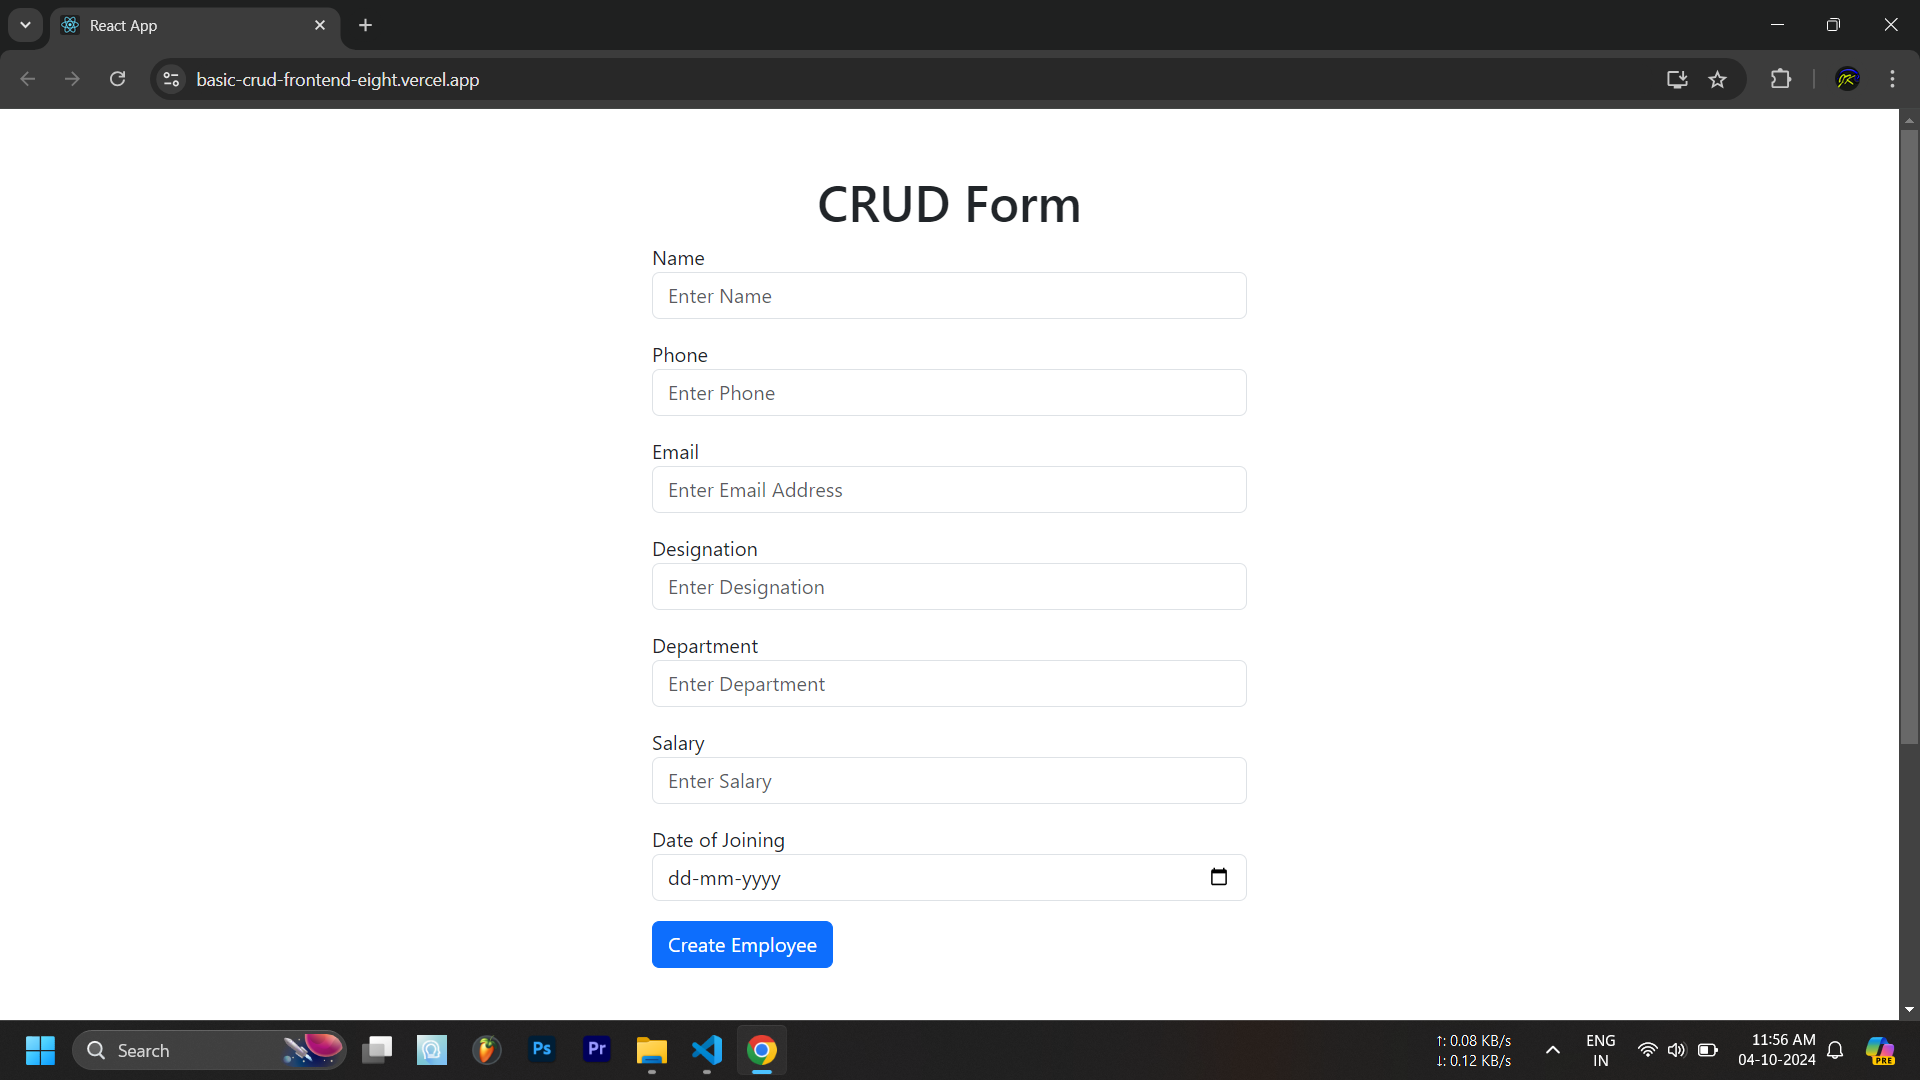 React App
basic-crud-frontend-eight.vercel.app
CRUD Form
Name
Enter Name
Phone
Enter Phone
Email
Enter Email Address
Designation
Enter Designation
Department
Enter Department
Salary
Enter Salary
Date of Joining
dd-mm-yyyy
Create Employee
Search
Ps
Pr
↑: 0.08 KB/s
↓: 0.12 KB/s
ENG
IN
11:56 AM
04-10-2024
PRE